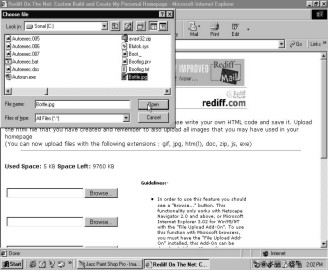 Rediff On The Net: Custom Build and Create My Personal Homepage - Microsoft Internet Explorer
Choose file
Look in: Sonal (C:)
Autoexec.005
Autoexec.006
Autoexec.007
Autoexec.bat
Autoexec.dos
Autorun.exe
avast32.zip
Bootlog.prv
Bootlog.txt
Bottle.jpg
File name: Bottle.jpg
Open
Files of type: All Files (*.*)
Cancel
Mail Print Edit
Go Links
IMPROVED
Rediff
Mail
rediff.com
please write your own HTML code and save it. Upload
the html file that you have created and remember to also upload all images that you may have used in your
homepage
(You can now upload files with the following extensions : gif, jpg, htm(l), doc, zip, js, exe)
Used Space: 5 KB Space Left: 9760 KB
Guidelines:
Browse...
Browse...
In order to use this feature you should
see a "Browse..." button. This
functionality only works with Netscape
Navigator 2.0 and above, or Microsoft
Internet Explorer 3.02 for Win95/NT
with the "File Upload Add-On". To use
this function with Microsoft browsers,
you must have the "File Upload Add-
On" installed, this Add-On can be
Done
Internet
Start
Jasc Paint Shop Pro - Ima...
Rediff On The Net: C...
2:02 PM